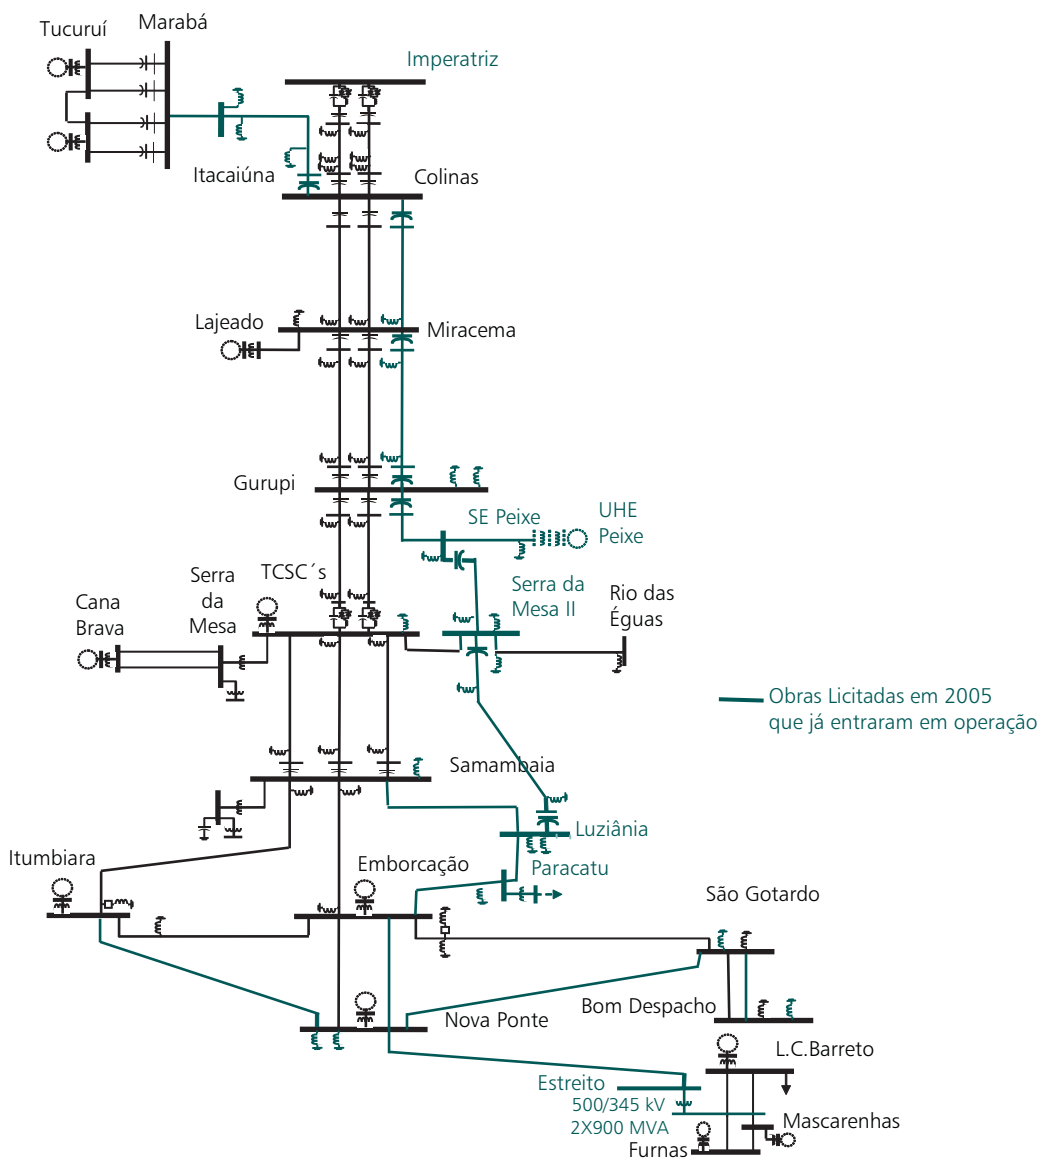 Tucuruí
Marabá
Imperatriz
Itacaiúna
Colinas
Lajeado
Miracema
Gurupi
SE Peixe
UHE
Peixe
TCSC´s
Serra
da
Mesa
Cana
Brava
Serra da
Mesa II
Rio das
Éguas
Obras Licitadas em 2005
que já entraram em operação
Samambaia
Luziânia
Itumbiara
Emborcação
Paracatu
São Gotardo
Bom Despacho
Nova Ponte
L.C.Barreto
Estreito
500/345 kV
2X900 MVA
Mascarenhas
Furnas